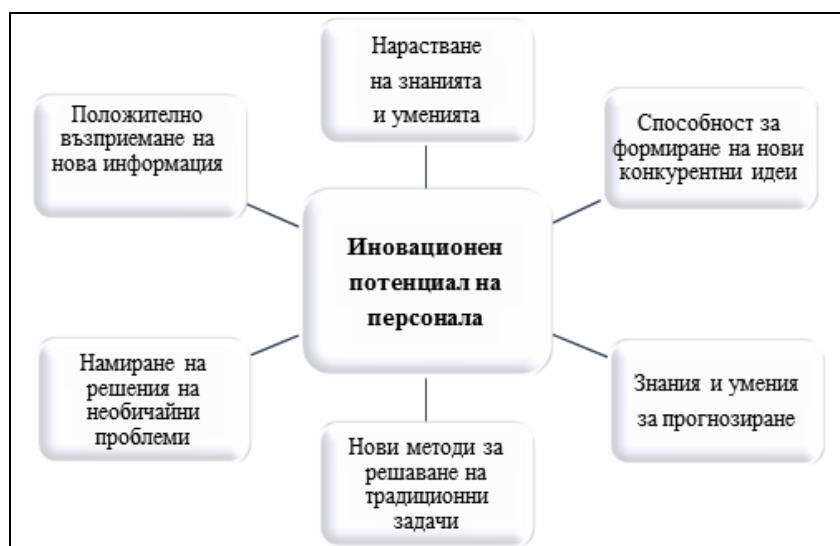 Нарастване
на знанията
и уменията
Положително
възприемане на
нова информация
Способност за
формиране на нови
конкурентни идеи
Иновационен
потенциал на
персонала
Намиране на
решения на
необичайни
проблеми
Знания и умения
за прогнозиране
Нови методи за
решаване на
традиционни
задачи